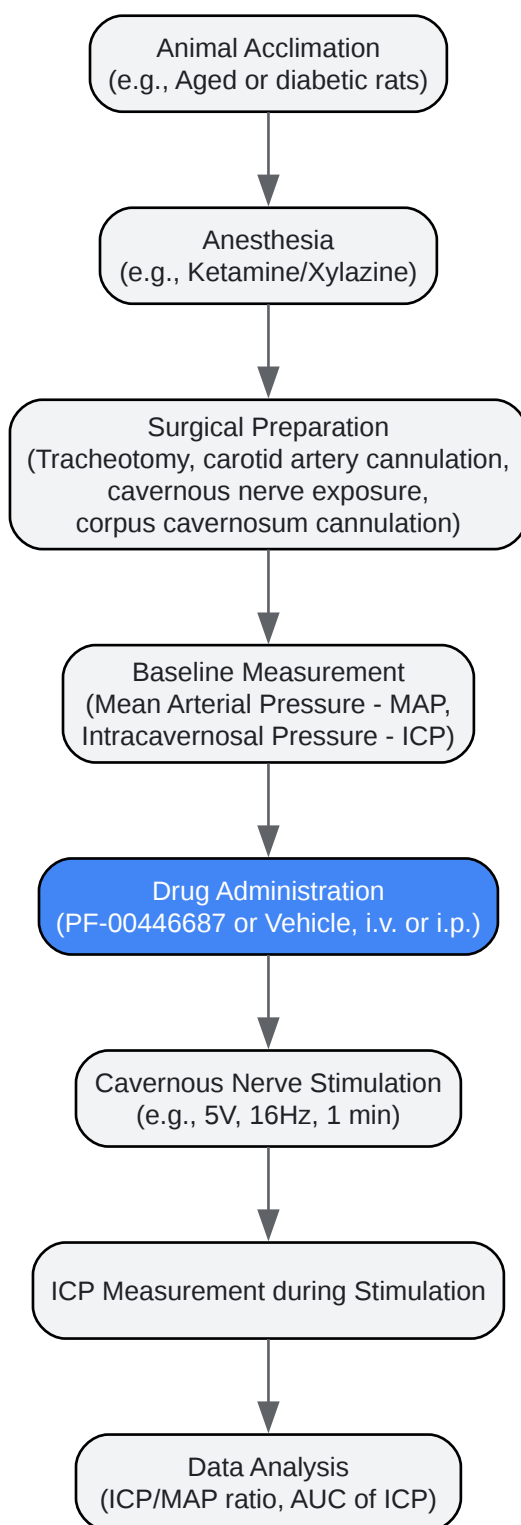 Animal Acclimation
(e.g., Aged or diabetic rats)
Anesthesia
(e.g., Ketamine/Xylazine)
Surgical Preparation
(Tracheotomy, carotid artery cannulation,
cavernous nerve exposure,
corpus cavernosum cannulation)
Baseline Measurement
(Mean Arterial Pressure - MAP,
Intracavernosal Pressure - ICP)
Drug Administration
(PF-00446687 or Vehicle, i.v. or i.p.)
Cavernous Nerve Stimulation
(e.g., 5V, 16Hz, 1 min)
ICP Measurement during Stimulation
Data Analysis
(ICP/MAP ratio, AUC of ICP)